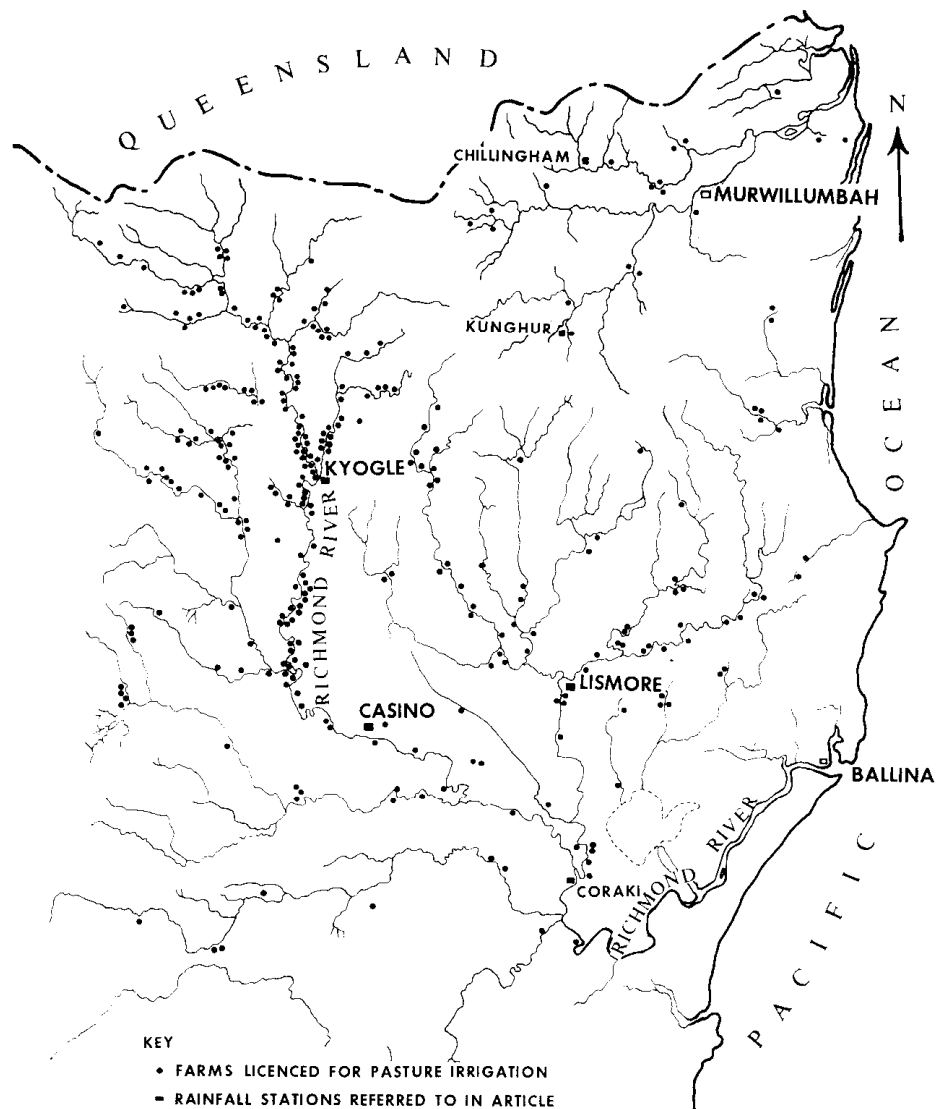 QUEENSLAND
N
CHILLINGHAM
MURWILLUMBAH
KUNGHUR
OCEAN
KYOGLE
RICHMOND RIVER
LISMORE
CASINO
BALLINA
RICHMOND RIVER
CORAKI
PACIFIC
KEY
FARMS LICENCED FOR PASTURE IRRIGATION
RAINFALL STATIONS REFERRED TO IN ARTICLE